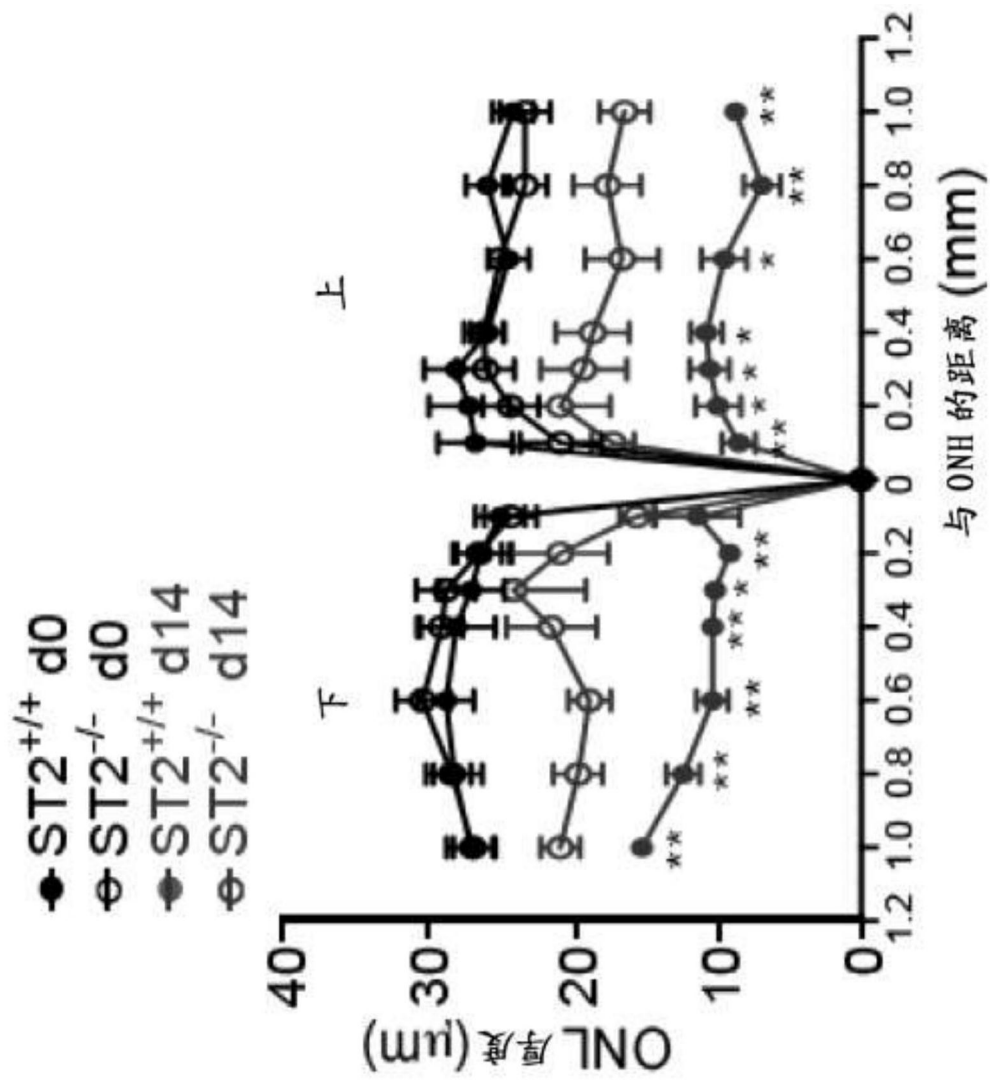 ST2+/+ d0
ST2-/- d0
ST2+/+ d14
ST2-/- d14
下
上
ONL 厚度 (μm)
40
30
20
10
0
** ** ** ** * ** ** * * * * ** **
1.2 1.0 0.8 0.6 0.4 0.2 0 0.2 0.4 0.6 0.8 1.0 1.2
与 ONH 的距离 (mm)